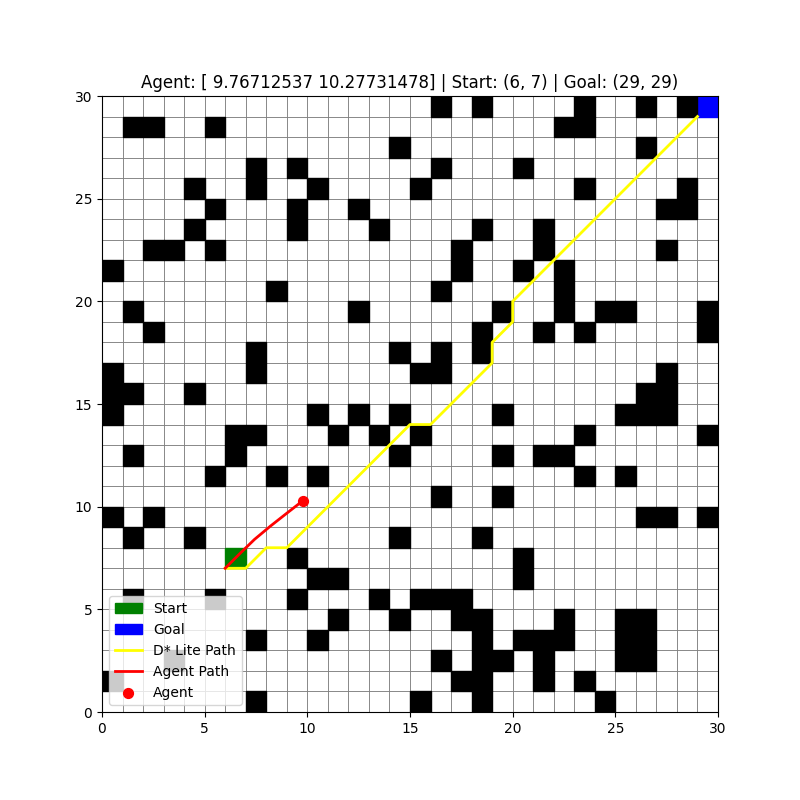 Agent: [ 9.76712537 10.27731478] | Start: (6, 7) | Goal: (29, 29)
30
25
20
15
10
5
0
Start
Goal
D* Lite Path
Agent Path
Agent
0 5 10 15 20 25 30